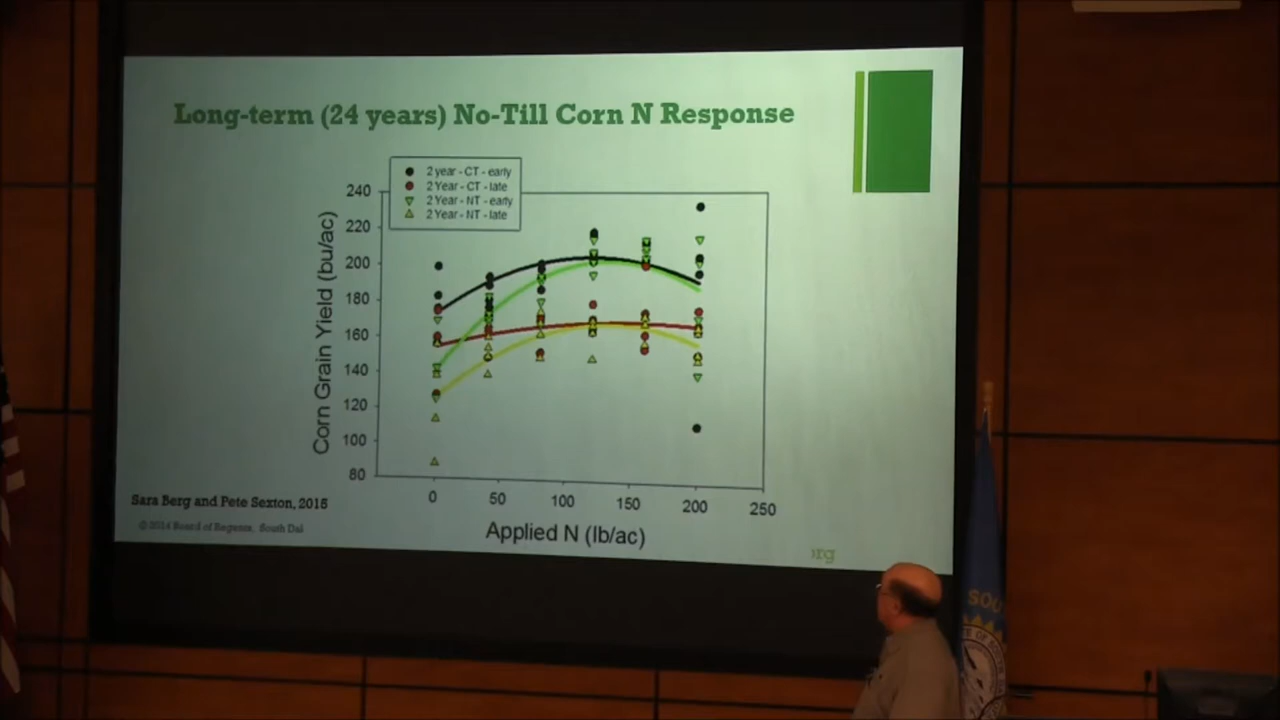 Long-term (24 years) No-Till Corn N Response
2 year - CT - early
2 Year - CT - late
2 Year - NT - early
2 Year - NT - late
240
220
200
180
160
140
120
100
80
Corn Grain Yield (bu/ac)
0 50 100 150 200 250
Applied N (lb/ac)
Sara Berg and Pete Sexton, 2015
© 2014 Board of Regents, South Dal
rg
SOU